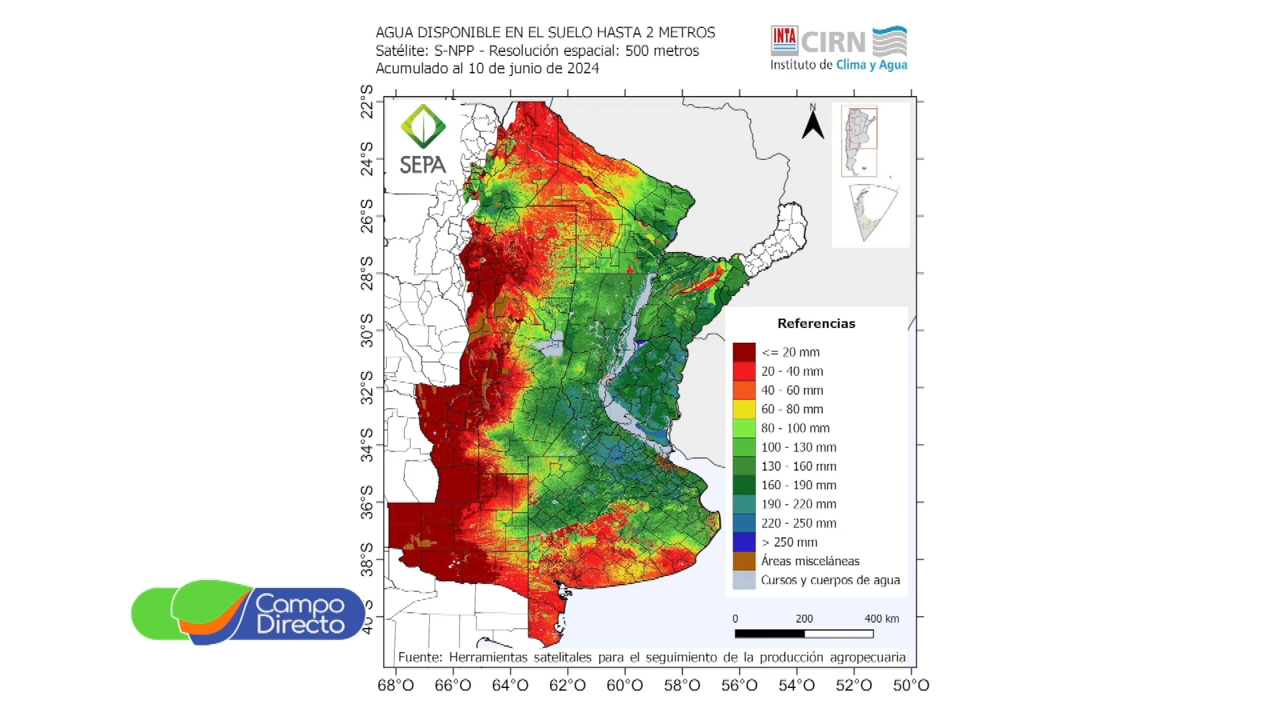 AGUA DISPONIBLE EN EL SUELO HASTA 2 METROS
Satélite: S-NPP - Resolución espacial: 500 metros
Acumulado al 10 de junio de 2024
INTA CIRN
Instituto de Clima y Agua
SEPA
N
22°S
24°S
26°S
28°S
30°S
32°S
34°S
36°S
38°S
Referencias
<= 20 mm
20 - 40 mm
40 - 60 mm
60 - 80 mm
80 - 100 mm
100 - 130 mm
130 - 160 mm
160 - 190 mm
190 - 220 mm
220 - 250 mm
> 250 mm
Áreas misceláneas
Cursos y cuerpos de agua
0 200 400 km
Campo
Directo
Fuente: Herramientas satelitales para el seguimiento de la producción agropecuaria
68°O 66°O 64°O 62°O 60°O 58°O 56°O 54°O 52°O 50°O